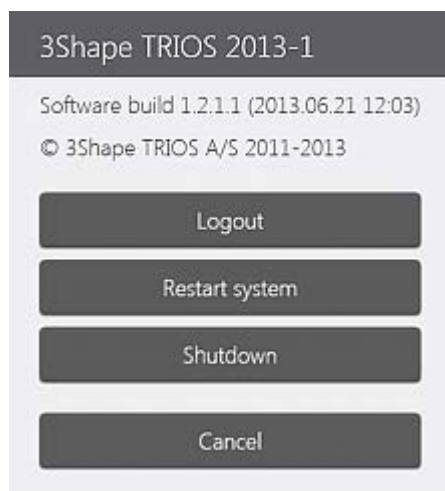 3Shape TRIOS 2013-1
Software build 1.2.1.1 (2013.06.21 12:03)
© 3Shape TRIOS A/S 2011-2013
Logout
Restart system
Shutdown
Cancel